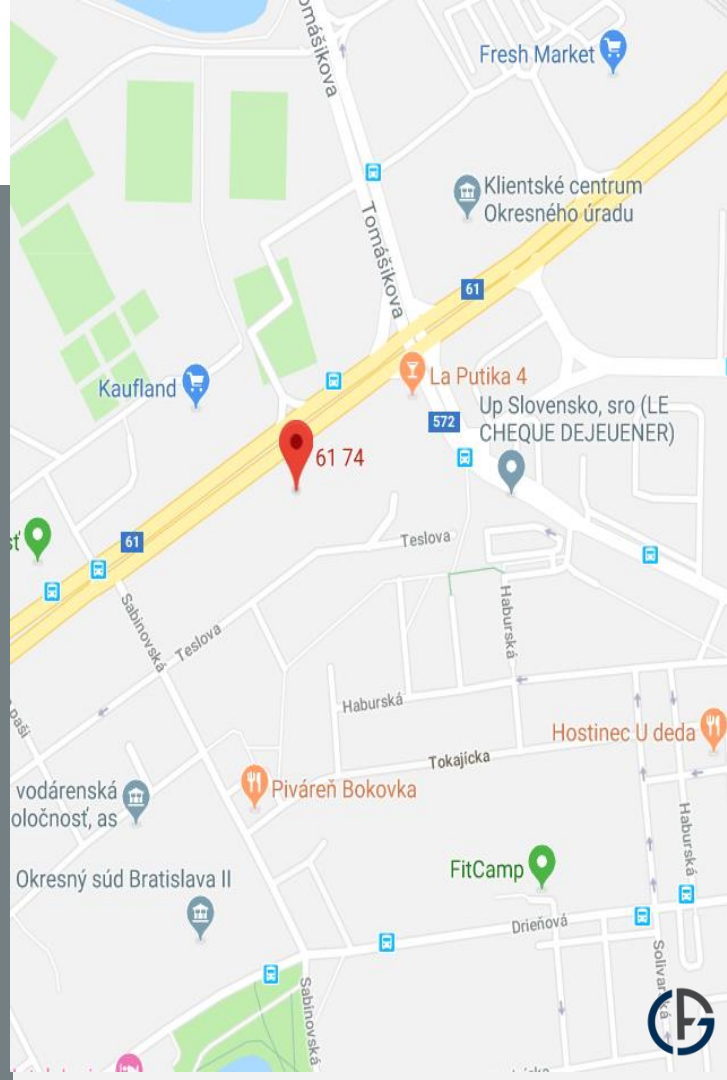 Tomášikova
Fresh Market
Klientské centrum
Okresného úradu
Tomášikova
61
Kaufland
La Putika 4
Up Slovensko, sro (LE
CHEQUE DEJEUENER)
572
61 74
Teslova
61
Sabinovská
Teslova
Haburská
Haburská
Hostinec U deda
Tokajícka
vodárenská
oločnosť, as
Piváreň Bokovka
Haburská
Okresný súd Bratislava II
FitCamp
Drieňová
Sabinovská